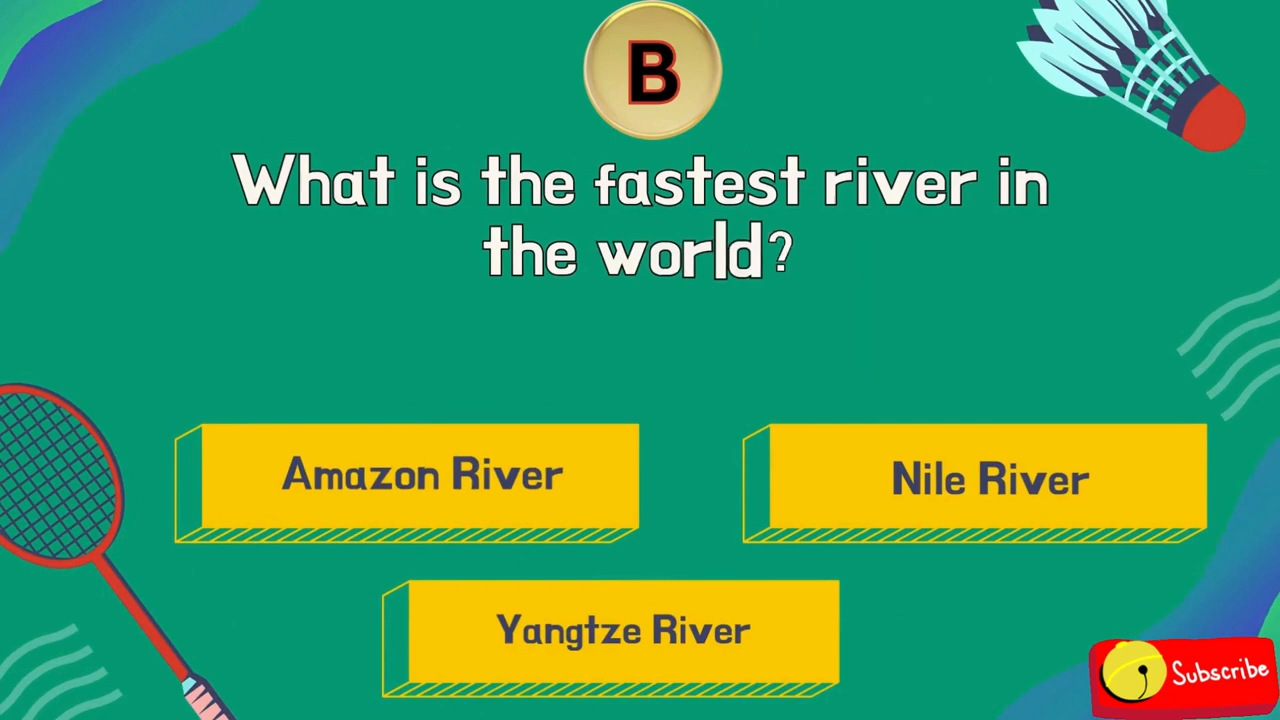 B
What is the fastest river in
the world?
Amazon River
Nile River
Yangtze River
Subscribe